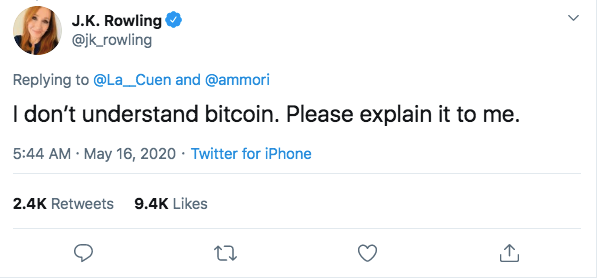 J.K. Rowling
@jk_rowling
Replying to @La__Cuen and @ammori
I don’t understand bitcoin. Please explain it to me.
5:44 AM · May 16, 2020 · Twitter for iPhone
2.4K Retweets 9.4K Likes